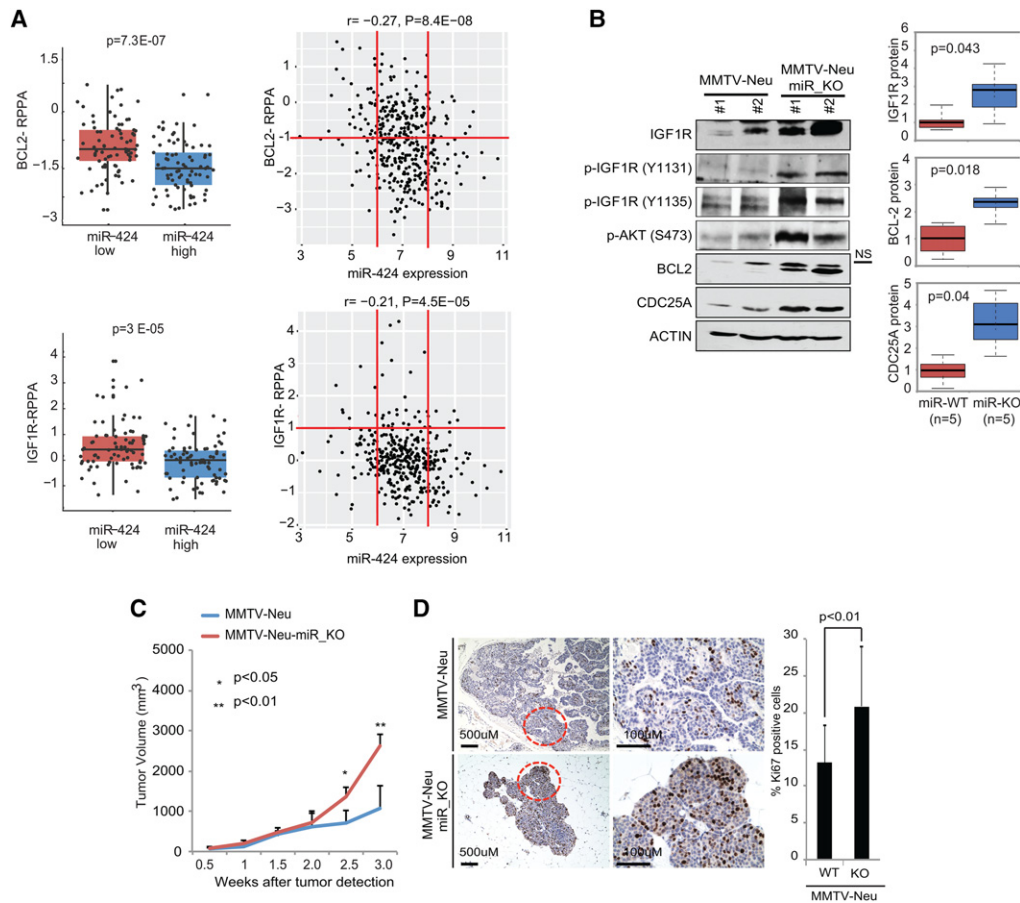 A
p=7.3E-07
BCL2- RPPA
1.5
0
−1.5
−3
miR–424
low
miR–424
high
r= −0.27, P=8.4E−08
BCL2- RPPA
1
0
−1
−2
−3
3
5
7
9
11
miR−424 expression
p=3 E-05
IGF1R-RPPA
4
3
2
1
0
−1
miR–424
low
miR–424
high
r= −0.21, P=4.5E−05
IGF1R- RPPA
4
3
2
1
0
−1
−2
3
5
7
9
11
miR−424 expression
B
MMTV-Neu
MMTV-Neu
miR_KO
#1
#2
#1
#2
IGF1R
p-IGF1R (Y1131)
p-IGF1R (Y1135)
p-AKT (S473)
BCL2
NS
CDC25A
ACTIN
IGF1R protein
6
5
4
3
2
1
0
p=0.043
BCL-2 protein
4
3
2
1
0
p=0.018
CDC25A protein
5
4
3
2
1
0
p=0.04
miR-WT
(n=5)
miR-KO
(n=5)
C
MMTV-Neu
MMTV-Neu-miR_KO
* p<0.05
** p<0.01
Tumor Volume (mm3)
5000
4000
3000
2000
1000
0
*
**
0.5
1
1.5
2.0
2.5
3.0
Weeks after tumor detection
D
MMTV-Neu
500uM
100uM
MMTV-Neu
miR_KO
500uM
100uM
p<0.01
% Ki67 positive cells
30
25
20
15
10
5
0
WT
KO
MMTV-Neu